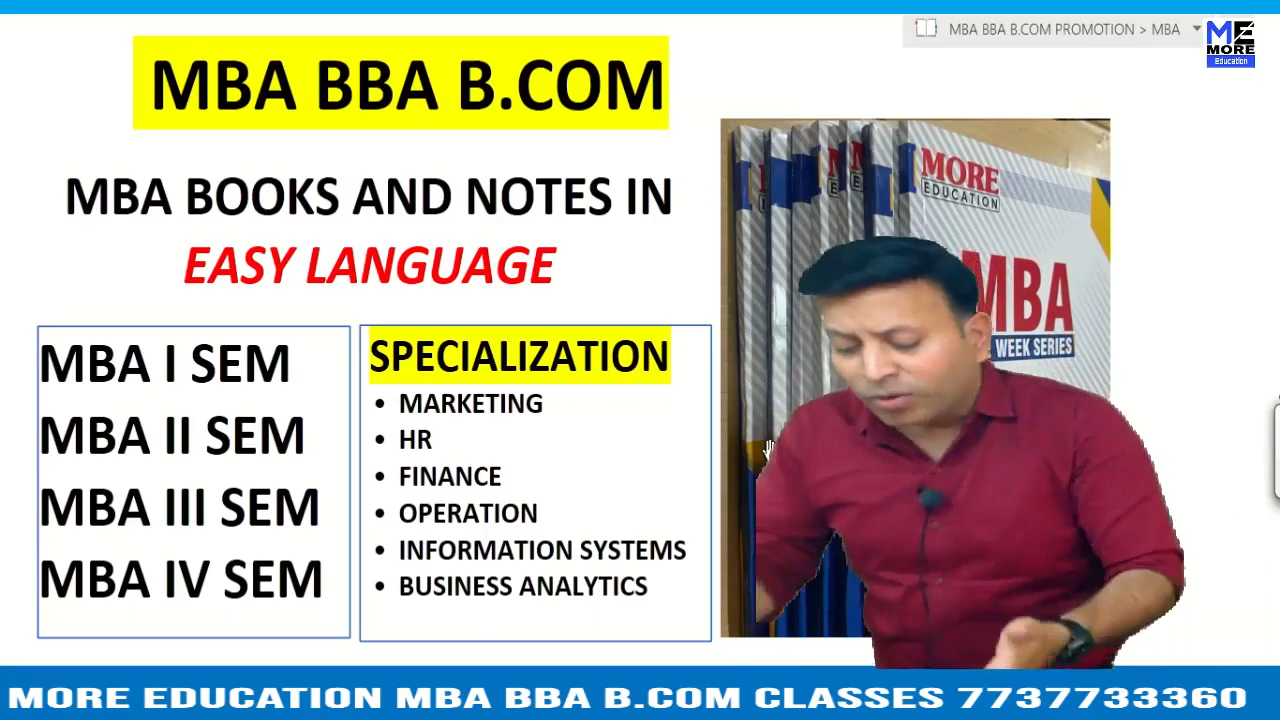 MBA BBA B.COM PROMOTION > MBA
ME
MORE
Education
MBA BBA B.COM
MBA BOOKS AND NOTES IN
EASY LANGUAGE
MBA I SEM
MBA II SEM
MBA III SEM
MBA IV SEM
SPECIALIZATION
• MARKETING
• HR
• FINANCE
• OPERATION
• INFORMATION SYSTEMS
• BUSINESS ANALYTICS
MORE
EDUCATION
MBA
WEEK SERIES
MORE EDUCATION MBA BBA B.COM CLASSES 7737733360